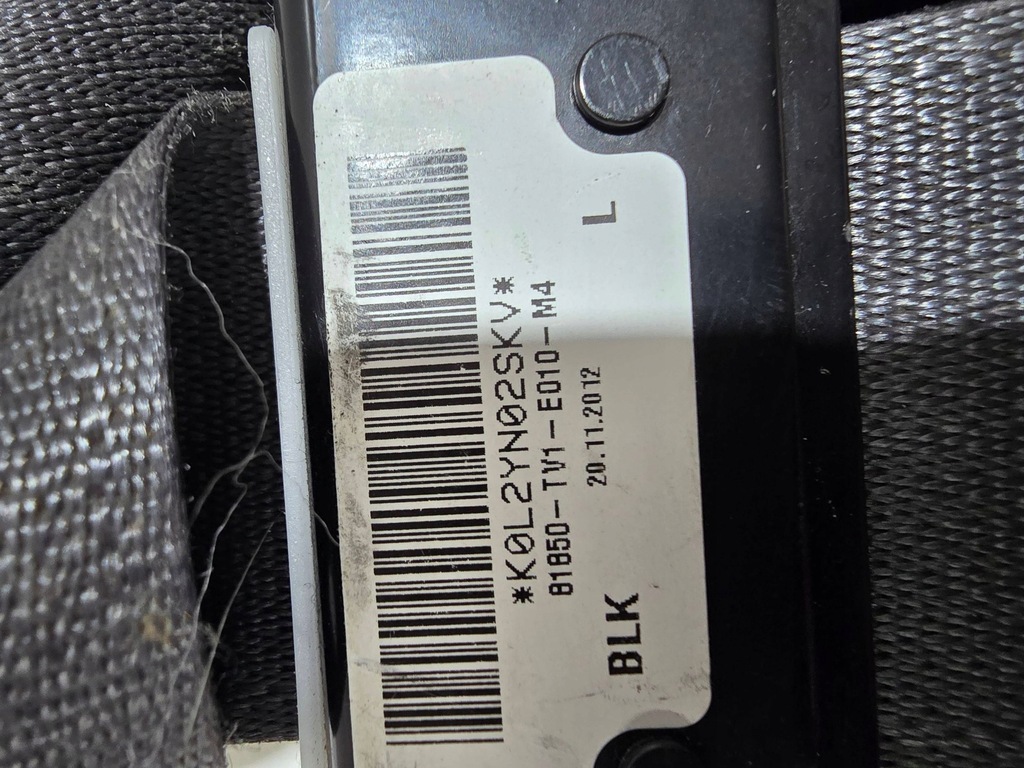 *K0L2YN02SKV*
81850-TV1-E010-M4
20.11.2012
BLK L